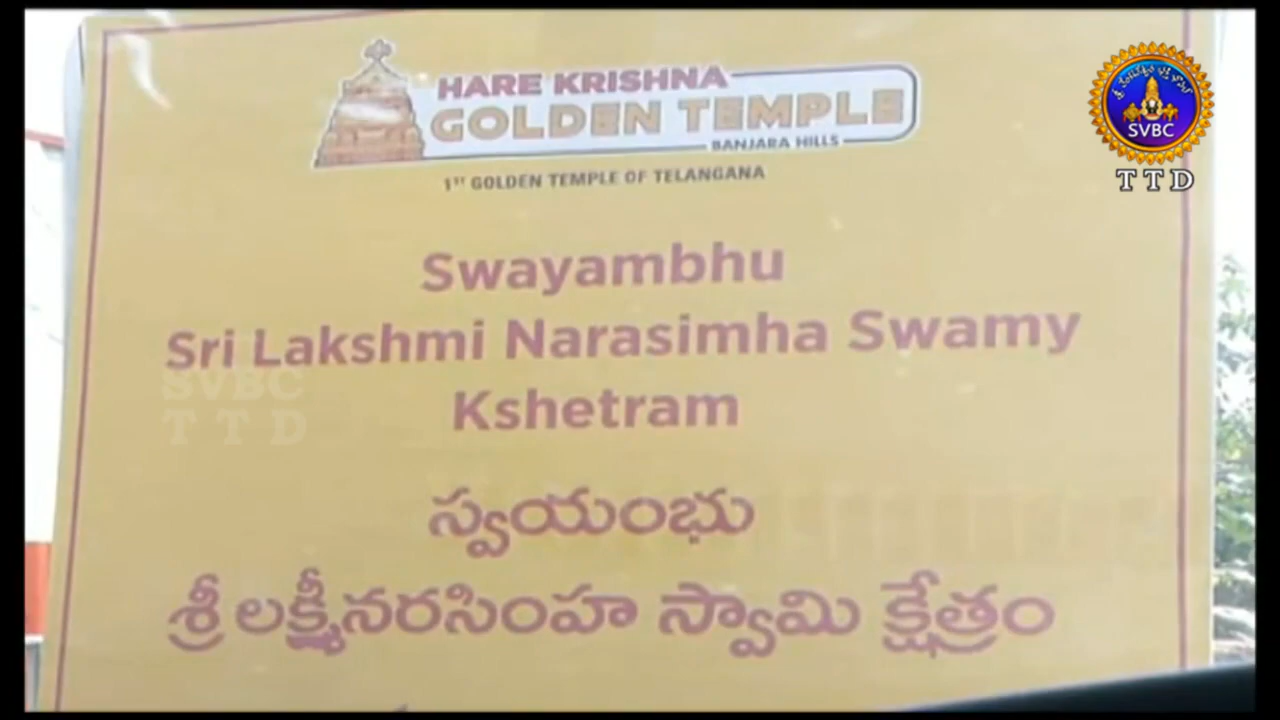 HARE KRISHNA
GOLDEN TEMPLE
BANJARA HILLS
1ST GOLDEN TEMPLE OF TELANGANA
Swayambhu
Sri Lakshmi Narasimha Swamy
Kshetram
స్వయంభు
శ్రీ లక్ష్మీనరసింహ స్వామి క్షేత్రం
SVBC
TTD
SVBC
TTD